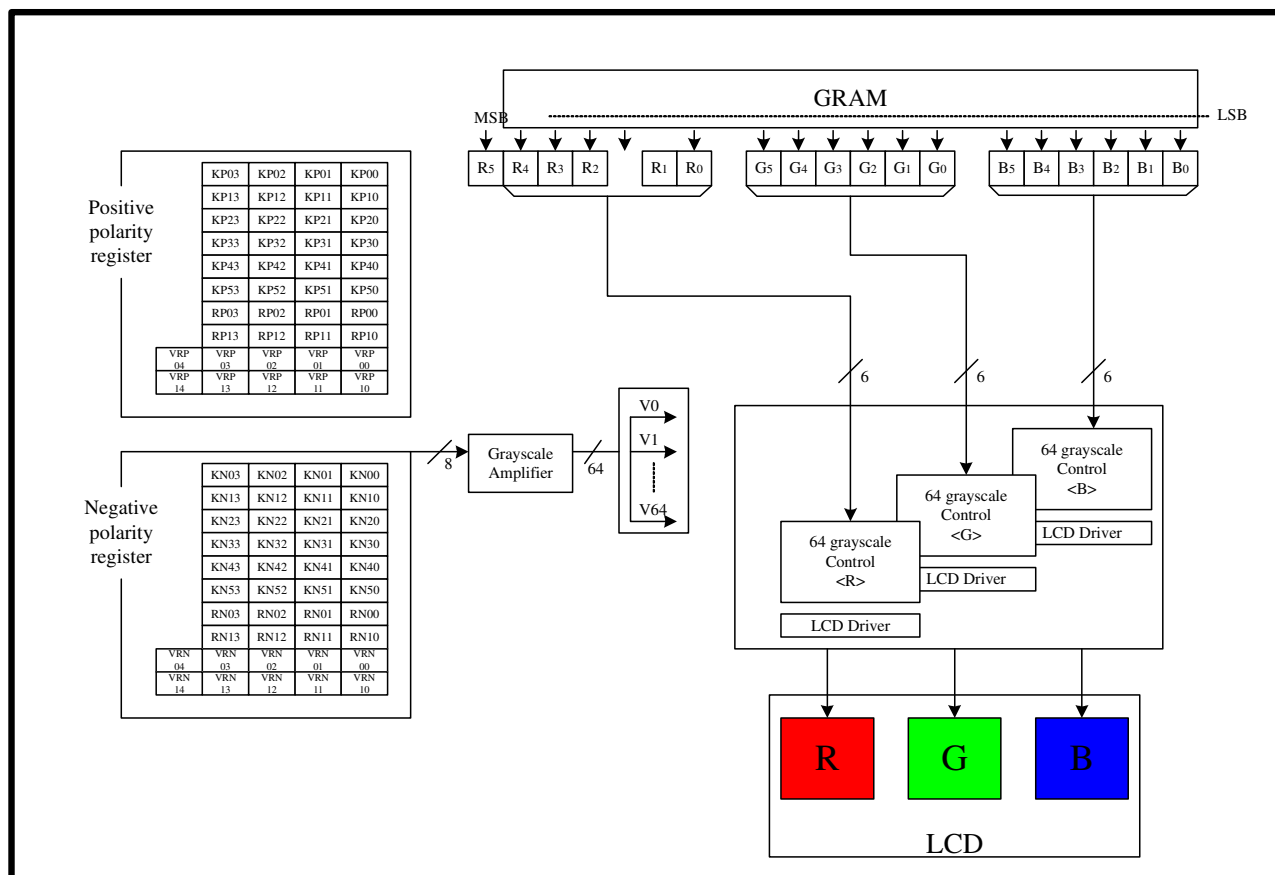 GRAM
MSB
LSB
R5 R4 R3 R2 R1 R0 G5 G4 G3 G2 G1 G0 B5 B4 B3 B2 B1 B0
Positive
polarity
register
KP03 KP02 KP01 KP00
KP13 KP12 KP11 KP10
KP23 KP22 KP21 KP20
KP33 KP32 KP31 KP30
KP43 KP42 KP41 KP40
KP53 KP52 KP51 KP50
RP03 RP02 RP01 RP00
RP13 RP12 RP11 RP10
VRP VRP VRP VRP VRP
04 03 02 01 00
VRP VRP VRP VRP VRP
14 13 12 11 10
6 6 6
Negative
polarity
register
KN03 KN02 KN01 KN00
KN13 KN12 KN11 KN10
KN23 KN22 KN21 KN20
KN33 KN32 KN31 KN30
KN43 KN42 KN41 KN40
KN53 KN52 KN51 KN50
RN03 RN02 RN01 RN00
RN13 RN12 RN11 RN10
VRN VRN VRN VRN VRN
04 03 02 01 00
VRN VRN VRN VRN VRN
14 13 12 11 10
8
Grayscale
Amplifier
64
V0
V1
V64
64 grayscale
Control
<R>
LCD Driver
64 grayscale
Control
<G>
LCD Driver
64 grayscale
Control
<B>
LCD Driver
R G B
LCD